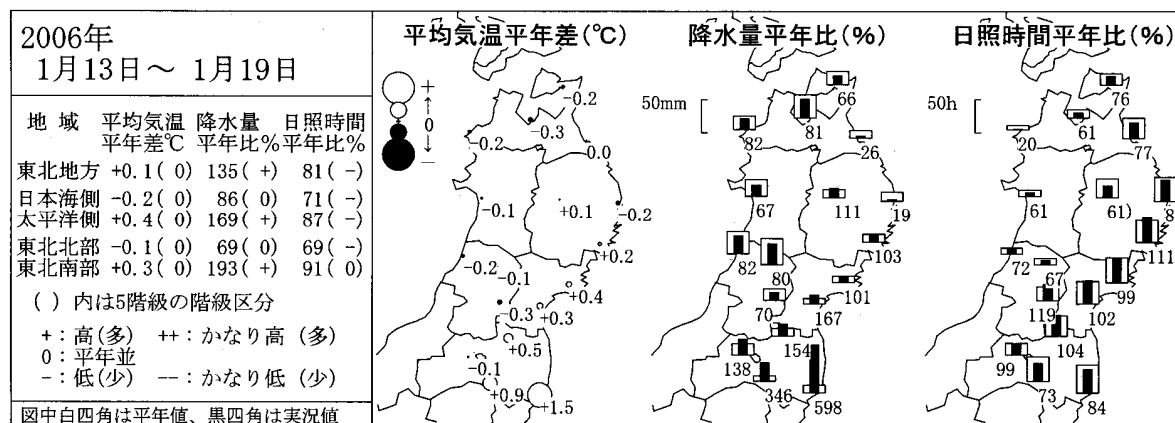 2006年
1月13日～ 1月19日
地 域 平均気温 降水量 日照時間
平年差℃ 平年比% 平年比%
東北地方 +0.1( 0) 135( +) 81( -)
日本海側 -0.2( 0) 86( 0) 71( -)
太平洋側 +0.4( 0) 169( +) 87( -)
東北北部 -0.1( 0) 69( 0) 69( -)
東北南部 +0.3( 0) 193( +) 91( 0)
( ) 内は5階級の階級区分
+：高(多) ++：かなり高 (多)
0：平年並
-：低(少) --：かなり低 (少)
図中白四角は平年値、黒四角は実況値
平均気温平年差(℃)
+
↑
0
↓
-
-0.2
-0.3
-0.2
0.0
-0.1
+0.1
-0.2
+0.2
-0.2
-0.1
+0.4
-0.3
+0.3
+0.5
-0.1
+0.9
+1.5
降水量平年比(%)
50mm
66
81
82
26
67
111
19
103
82
80
101
70
167
154
138
346
598
日照時間平年比(%)
50h
76
61
20
77
61
61)
8
111
72
67
99
119
102
104
99
73
84